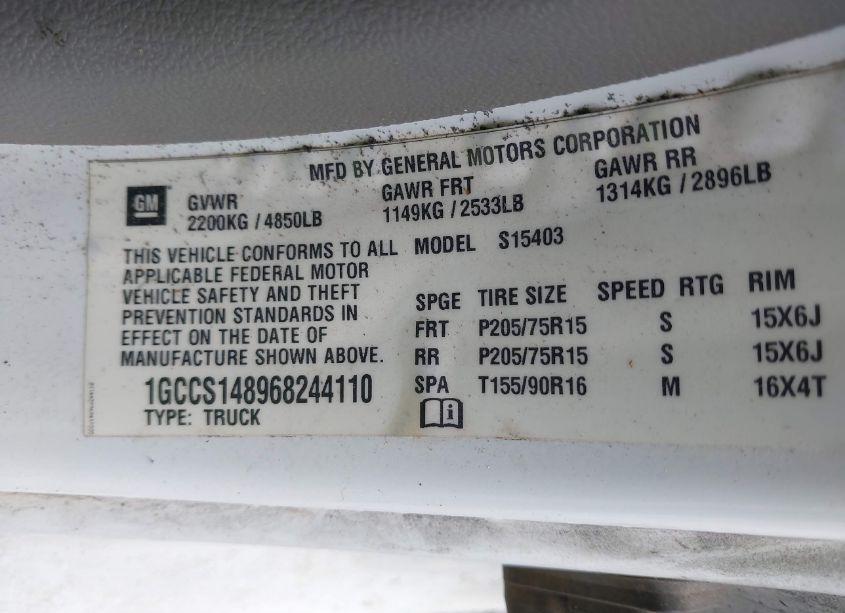 MFD BY GENERAL MOTORS CORPORATION
GM
GVWR GAWR FRT GAWR RR
2200KG / 4850LB 1149KG / 2533LB 1314KG / 2896LB
THIS VEHICLE CONFORMS TO ALL
APPLICABLE FEDERAL MOTOR
VEHICLE SAFETY AND THEFT
PREVENTION STANDARDS IN
EFFECT ON THE DATE OF
MANUFACTURE SHOWN ABOVE.
1GCCS148968244110
TYPE: TRUCK
MODEL S15403
SPGE TIRE SIZE SPEED RTG RIM
FRT P205/75R15 S 15X6J
RR P205/75R15 S 15X6J
SPA T155/90R16 M 16X4T
i